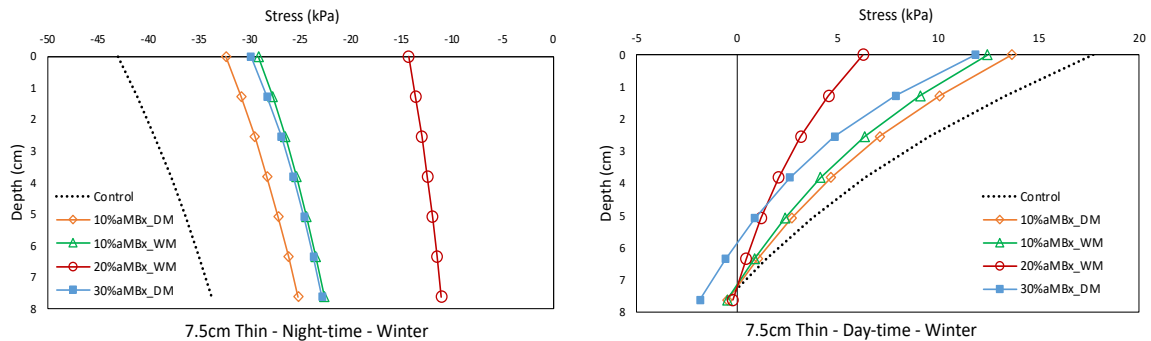 Stress (kPa)
-50 -45 -40 -35 -30 -25 -20 -15 -10 -5 0
0
1
2
3
4
5
6
7
8
Depth (cm)
Control
10%aMBx_DM
10%aMBx_WM
20%aMBx_WM
30%aMBx_DM
7.5cm Thin - Night-time - Winter
Stress (kPa)
-5 0 5 10 15 20
0
1
2
3
4
5
6
7
8
Depth (cm)
Control
10%aMBx_DM
10%aMBx_WM
20%aMBx_WM
30%aMBx_DM
7.5cm Thin - Day-time - Winter